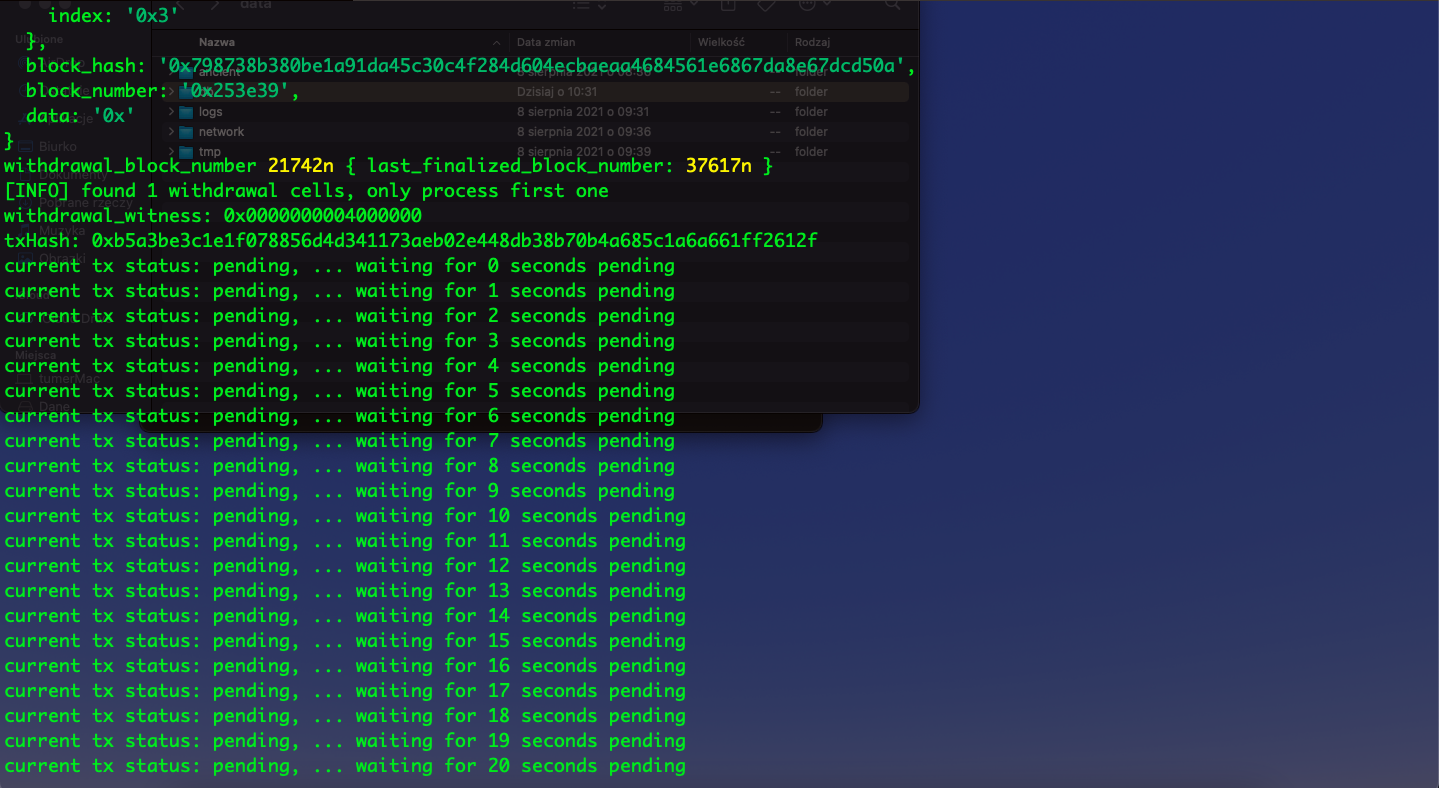 data
index: '0x3'
Ulubione
},
Nazwa Data zmian Wielkość Rodzaj
block_hash: '0x798738b380be1a91da45c30c4f284d604ecbaeaa4684561e6867da8e67dcd50a',
ancient 8 sierpnia 2021 o 08:36 -- folder
block_number: '0x253e39',
Dzisiaj o 10:31 -- folder
data: '0x'
logs 8 sierpnia 2021 o 09:31 -- folder
}
network 8 sierpnia 2021 o 09:36 -- folder
Biurko
tmp 8 sierpnia 2021 o 09:39 -- folder
withdrawal_block_number 21742n { last_finalized_block_number: 37617n }
Dokumenty
[INFO] found 1 withdrawal cells, only process first one
Pobrane rzeczy
withdrawal_witness: 0x0000000004000000
Muzyka
txHash: 0xb5a3be3c1e1f078856d4d341173aeb02e448db38b70b4a685c1a6a661ff2612f
Obrazki
current tx status: pending, ... waiting for 0 seconds pending
current tx status: pending, ... waiting for 1 seconds pending
current tx status: pending, ... waiting for 2 seconds pending
current tx status: pending, ... waiting for 3 seconds pending
Miejsca
current tx status: pending, ... waiting for 4 seconds pending
tumerMac
current tx status: pending, ... waiting for 5 seconds pending
Dane
current tx status: pending, ... waiting for 6 seconds pending
current tx status: pending, ... waiting for 7 seconds pending
current tx status: pending, ... waiting for 8 seconds pending
current tx status: pending, ... waiting for 9 seconds pending
current tx status: pending, ... waiting for 10 seconds pending
current tx status: pending, ... waiting for 11 seconds pending
current tx status: pending, ... waiting for 12 seconds pending
current tx status: pending, ... waiting for 13 seconds pending
current tx status: pending, ... waiting for 14 seconds pending
current tx status: pending, ... waiting for 15 seconds pending
current tx status: pending, ... waiting for 16 seconds pending
current tx status: pending, ... waiting for 17 seconds pending
current tx status: pending, ... waiting for 18 seconds pending
current tx status: pending, ... waiting for 19 seconds pending
current tx status: pending, ... waiting for 20 seconds pending